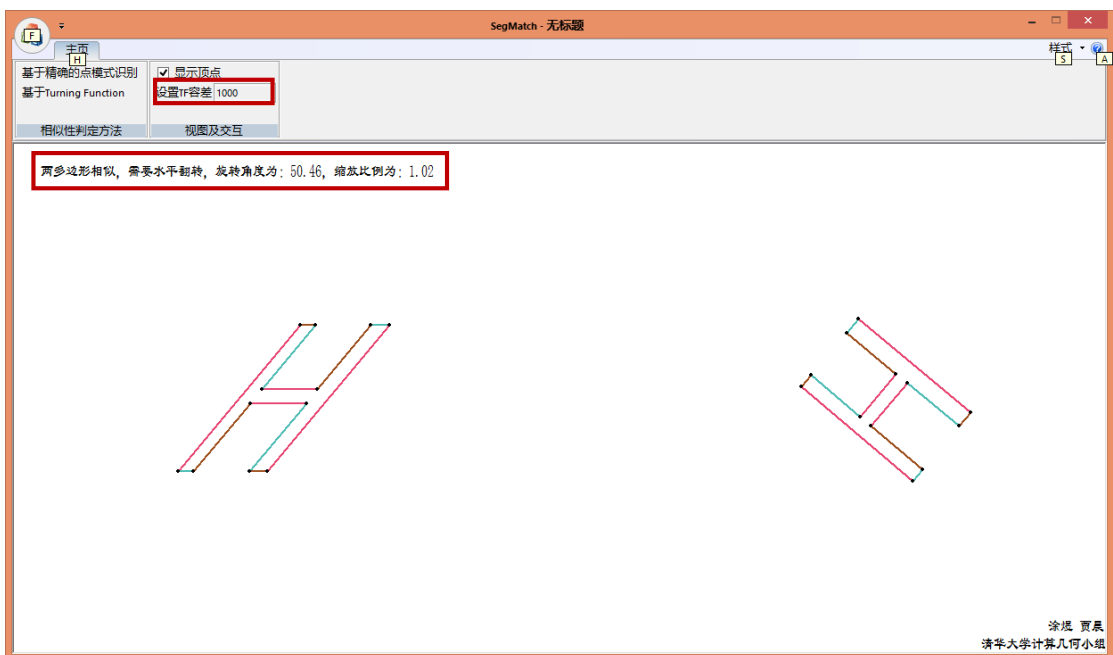 SegMatch - 无标题
F
主页
H
样式
S
A
基于精确的点模式识别
显示顶点
基于Turning Function
设置TF容差 1000
相似性判定方法
视图及交互
两多边形相似, 需要水平翻转, 旋转角度为: 50.46, 缩放比例为: 1.02
涂煜 贾晨
清华大学计算几何小组